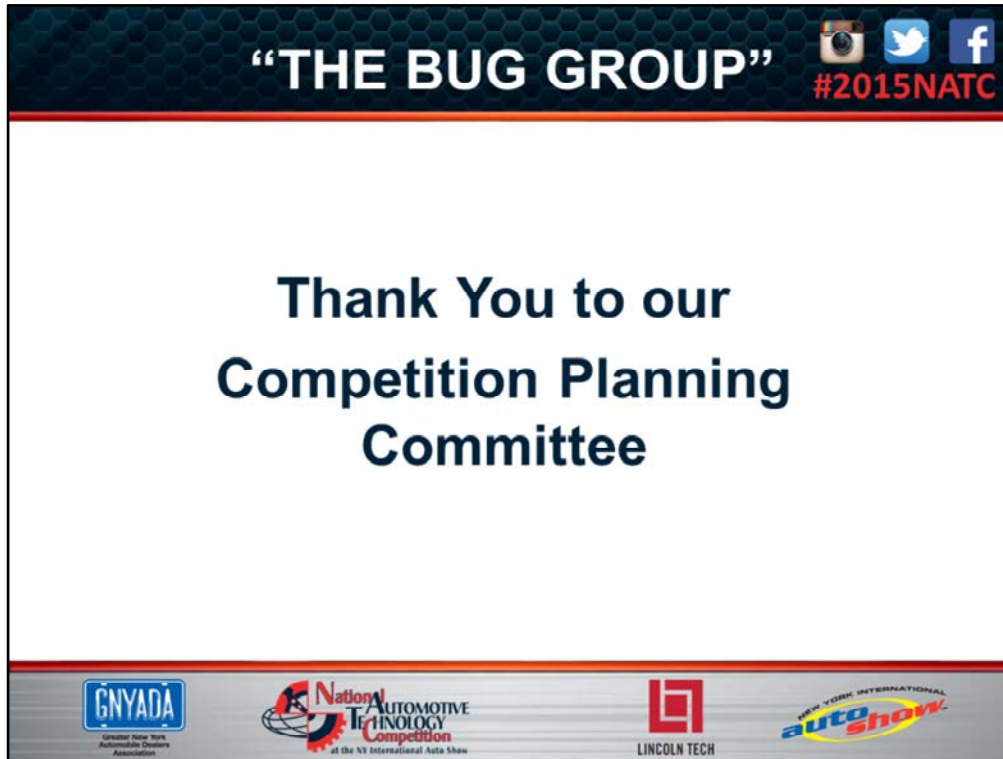 “THE BUG GROUP”
#2015NATC
Thank You to our
Competition Planning
Committee
GNYADA
Greater New York
Automobile Dealers
Association
National
AUTOMOTIVE
TECHNOLOGY
Competition
at the NY International Auto Show
LINCOLN TECH
NEW YORK INTERNATIONAL
auto show